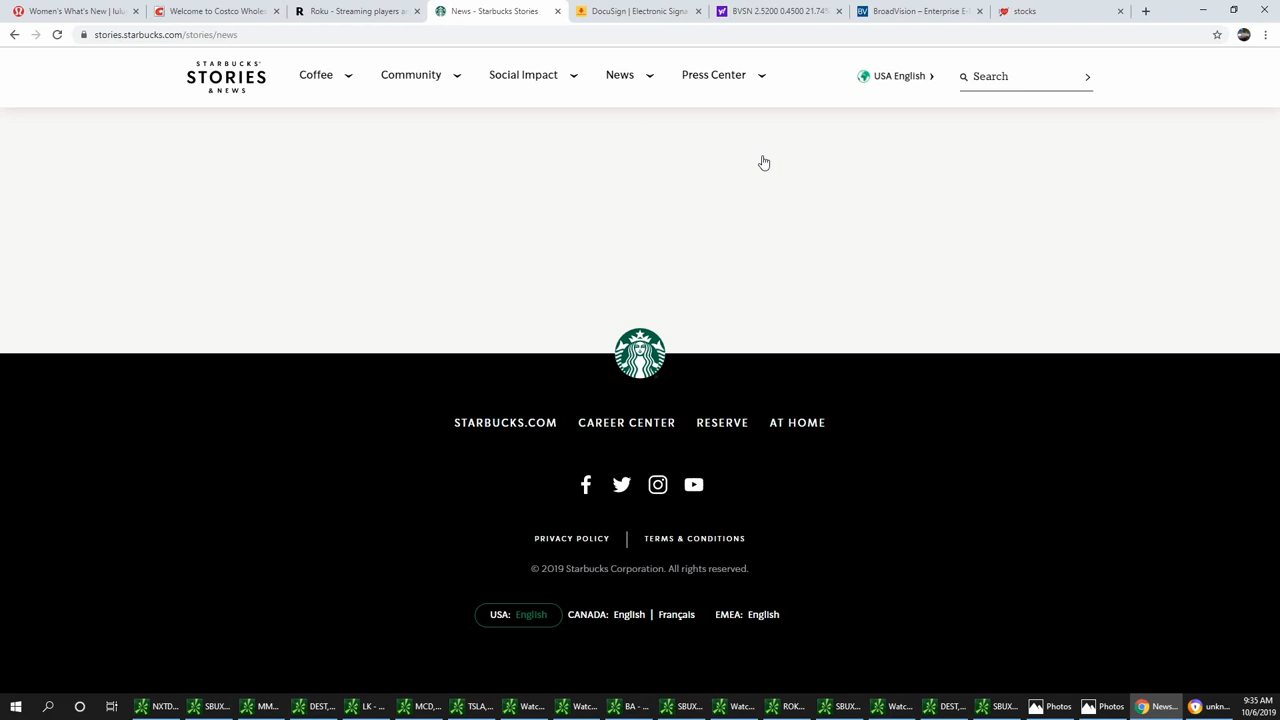 Women's What's New | lulu
Welcome to Costco Wholes
Roku - Streaming players a
News - Starbucks Stories
DocuSign | Electronic Signa
BVSN 2.5200 0.4500 21.74%
BroadVision – Enterprise E-
stocks
stories.starbucks.com/stories/news
STARBUCKS®
STORIES
& NEWS
Coffee
Community
Social Impact
News
Press Center
USA English
Search
STARBUCKS.COM
CAREER CENTER
RESERVE
AT HOME
PRIVACY POLICY | TERMS & CONDITIONS
© 2019 Starbucks Corporation. All rights reserved.
USA: English CANADA: English | Français EMEA: English
NXTD...
SBUX...
MM...
DEST,...
LK - ...
MCD,...
TSLA,...
Watc...
Watc...
BA - ...
SBUX...
Watc...
ROK...
SBUX...
Watc...
DEST,...
SBUX...
Photos
Photos
News...
unkn...
9:35 AM
10/6/2019